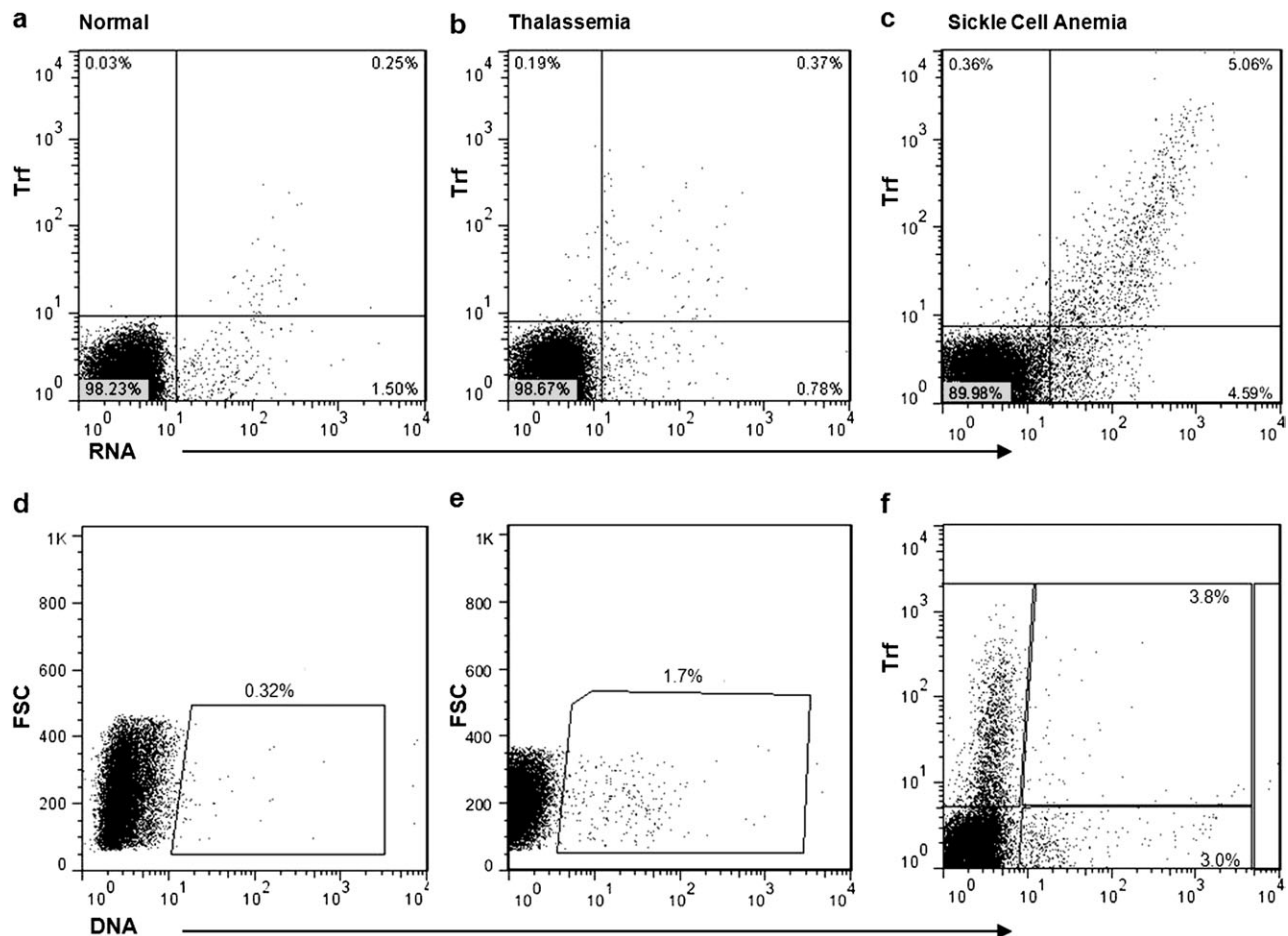 a Normal
b Thalassemia
c Sickle Cell Anemia
0.03% 0.25%
0.19% 0.37%
0.36% 5.06%
Trf
10^4
10^3
10^2
10^1
10^0
98.23% 1.50%
10^0 10^1 10^2 10^3 10^4
Trf
10^4
10^3
10^2
10^1
10^0
98.67% 0.78%
10^0 10^1 10^2 10^3 10^4
Trf
10^4
10^3
10^2
10^1
10^0
89.98% 4.59%
10^0 10^1 10^2 10^3 10^4
RNA
d
FSC
1K
800
600
400
200
0
0.32%
10^0 10^1 10^2 10^3 10^4
e
FSC
1K
800
600
400
200
0
1.7%
10^0 10^1 10^2 10^3 10^4
f
Trf
10^4
10^3
10^2
10^1
10^0
3.8%
3.0%
10^0 10^1 10^2 10^3 10^4
DNA